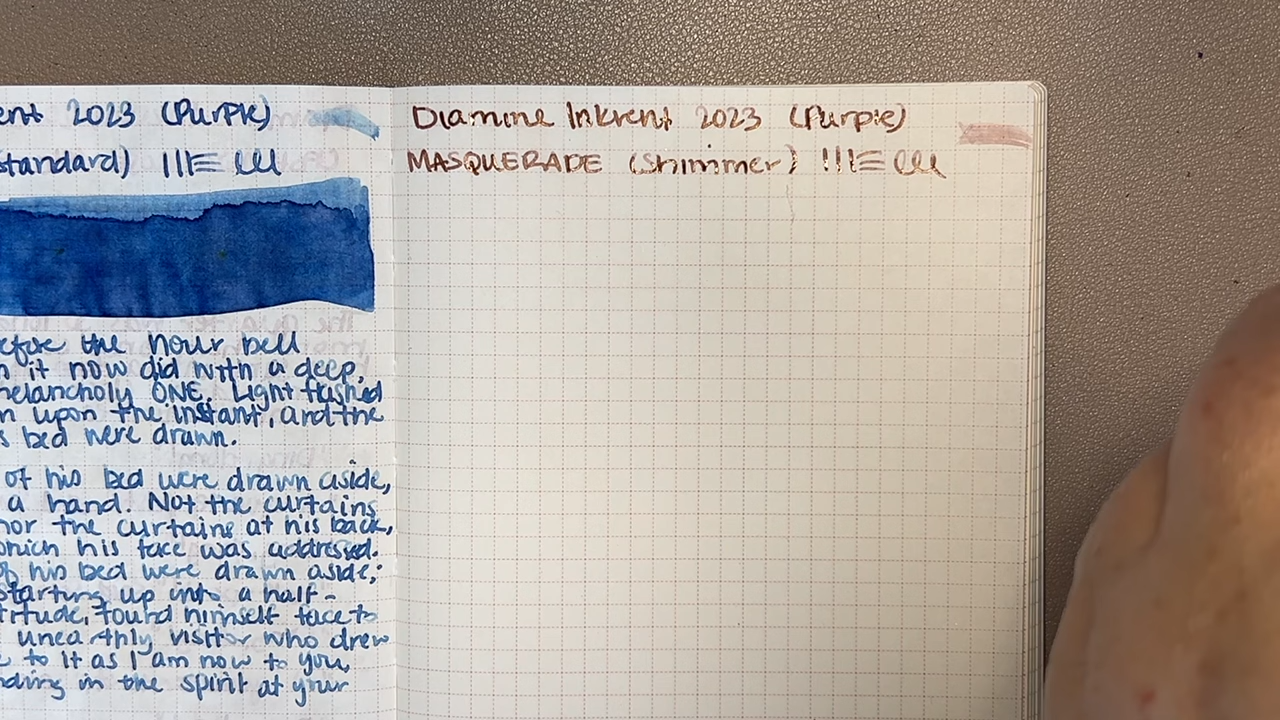 ent 2023 (Purple)
standard)
efore the hour bell
it now did with a deep,
melancholy ONE. Light flashed
upon the instant, and the
s bed were drawn.
of his bed were drawn aside,
a hand. Not the curtains
nor the curtains at his back,
which his face was addressed.
of his bed were drawn aside;
starting up into a half-
titude, found himself face to
unearthly visitor who drew
to it as I am now to you,
nding in the spirit at your
Diamine Inkvent 2023 (Purple)
MASQUERADE (Shimmer)